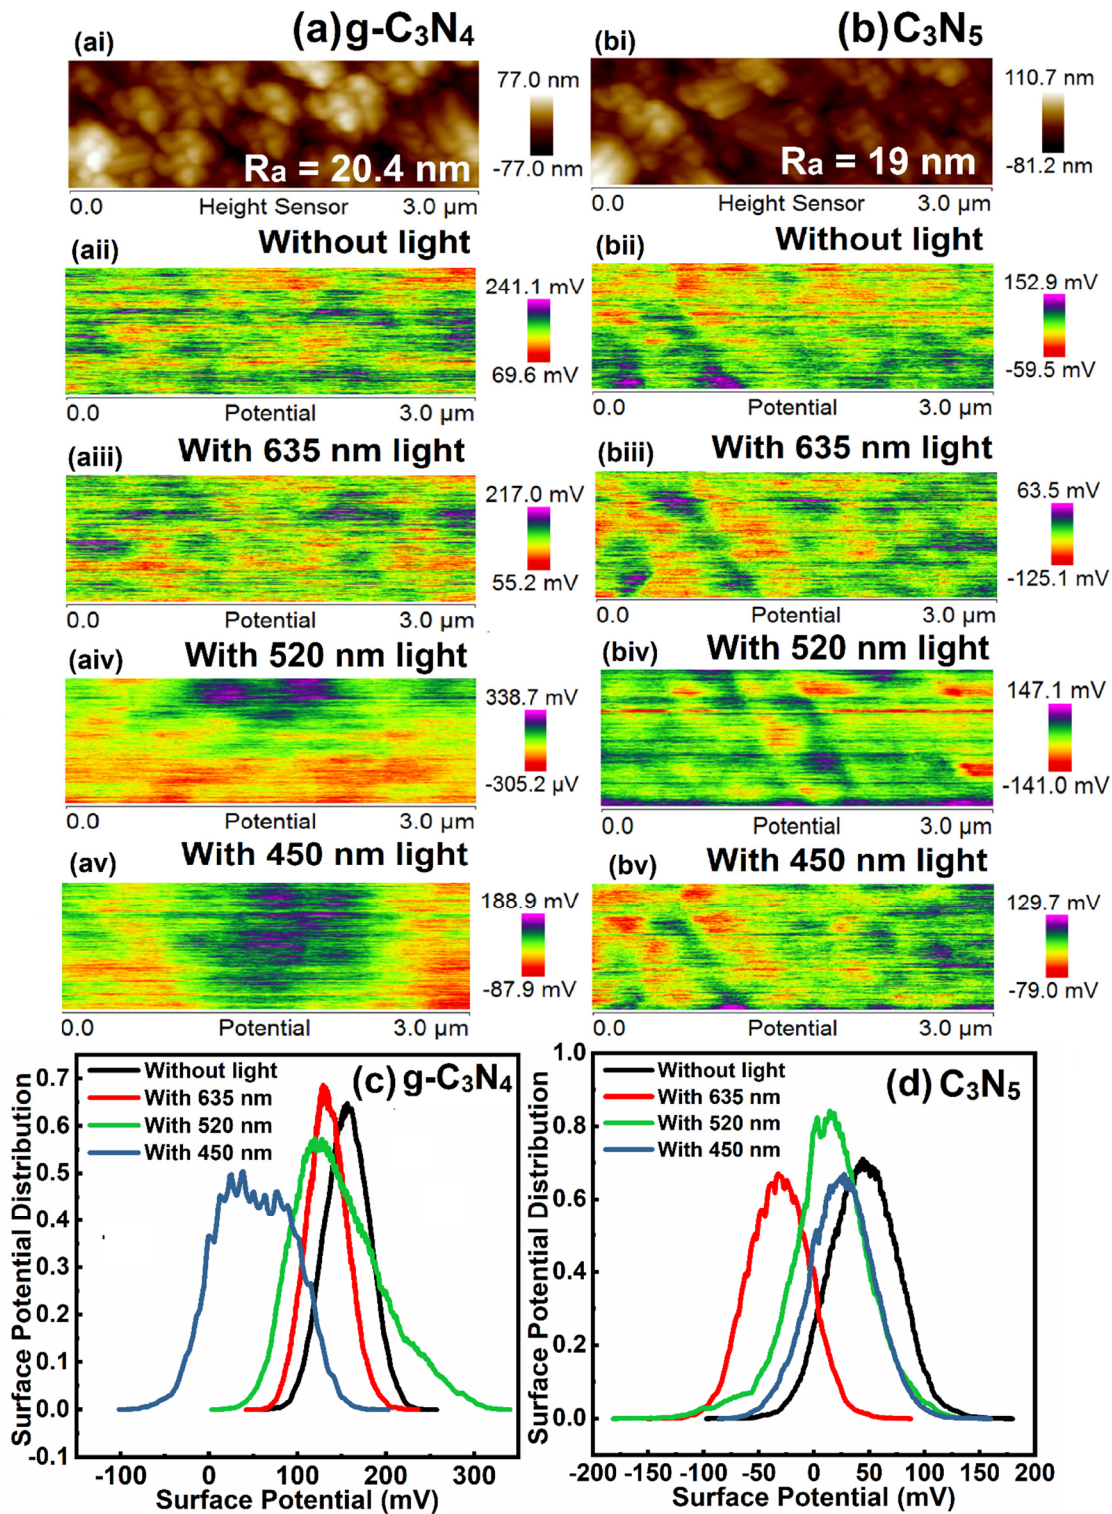 (ai)
(a) g-C₃N₄
77.0 nm
-77.0 nm
Ra = 20.4 nm
0.0 Height Sensor 3.0 µm
(bi)
(b) C₃N₅
110.7 nm
-81.2 nm
Ra = 19 nm
0.0 Height Sensor 3.0 µm
(aii) Without light
241.1 mV
69.6 mV
0.0 Potential 3.0 µm
(bii) Without light
152.9 mV
-59.5 mV
0.0 Potential 3.0 µm
(aiii) With 635 nm light
217.0 mV
55.2 mV
0.0 Potential 3.0 µm
(biii) With 635 nm light
63.5 mV
-125.1 mV
0.0 Potential 3.0 µm
(aiv) With 520 nm light
338.7 mV
-305.2 µV
0.0 Potential 3.0 µm
(biv) With 520 nm light
147.1 mV
-141.0 mV
0.0 Potential 3.0 µm
(av) With 450 nm light
188.9 mV
-87.9 mV
0.0 Potential 3.0 µm
(bv) With 450 nm light
129.7 mV
-79.0 mV
0.0 Potential 3.0 µm
(c) g-C₃N₄
Without light
With 635 nm
With 520 nm
With 450 nm
Surface Potential Distribution
0.7
0.6
0.5
0.4
0.3
0.2
0.1
0.0
-0.1
-100 0 100 200 300
Surface Potential (mV)
(d) C₃N₅
Without light
With 635 nm
With 520 nm
With 450 nm
Surface Potential Distribution
1.0
0.8
0.6
0.4
0.2
0.0
-200 -150 -100 -50 0 50 100 150 200
Surface Potential (mV)